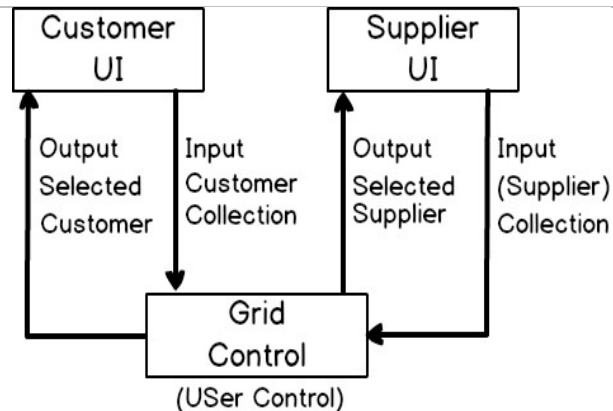 Customer
UI
Supplier
UI
Output
Selected
Customer
Input
Customer
Collection
Output
Selected
Supplier
Input
(Supplier)
Collection
Grid
Control
(USer Control)